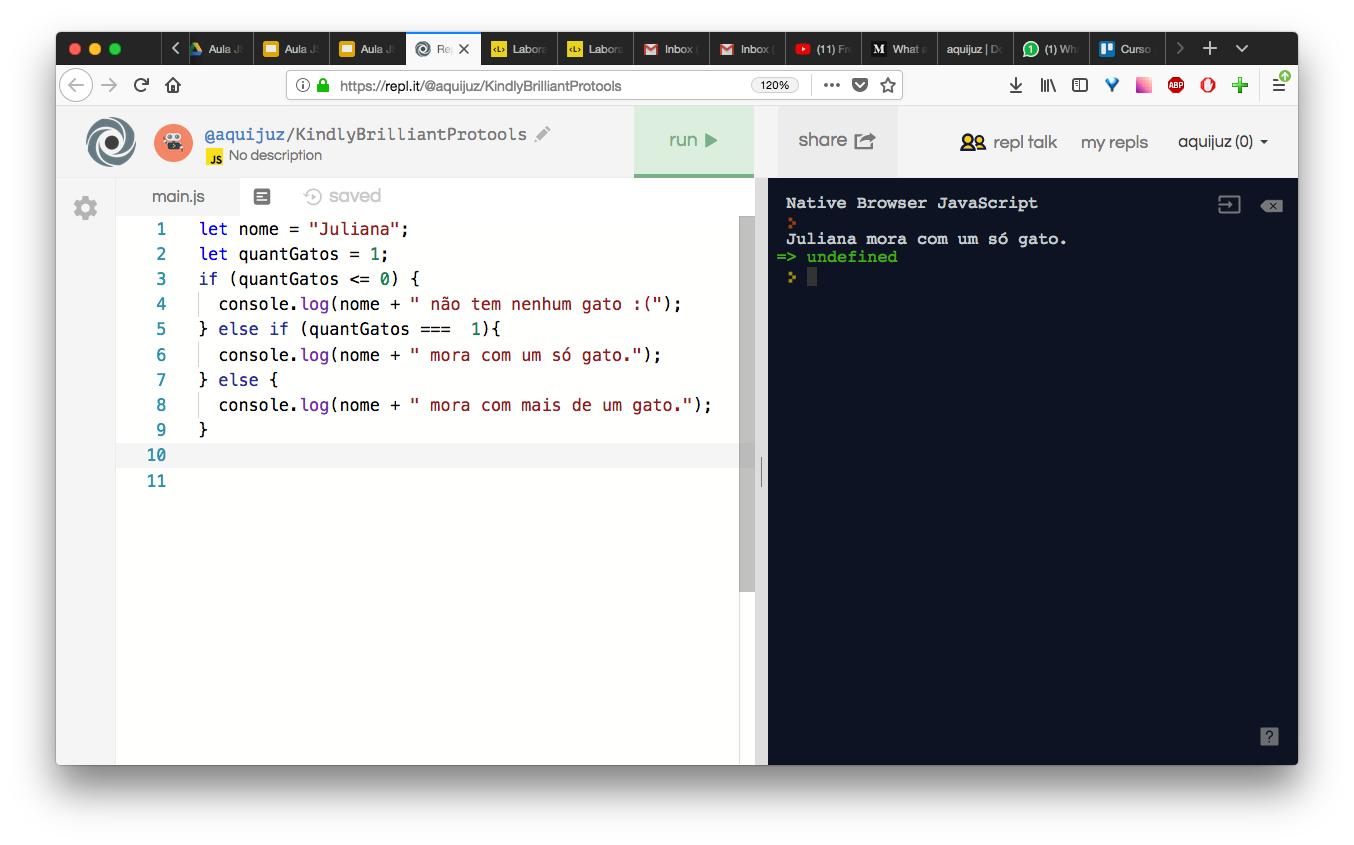 Aula JS Aula JS Aula JS Re Labora Labora Inbox ( Inbox ( (11) Fr M What a aquijuz | Do 1 (1) Wh Curso
https://repl.it/@aquijuz/KindlyBrilliantProtools 120% ABP
@aquijuz/KindlyBrilliantProtools run share repl talk my repls aquijuz (0)
JS No description
main.js saved
1 let nome = "Juliana";
2 let quantGatos = 1;
3 if (quantGatos <= 0) {
4 console.log(nome + " não tem nenhum gato :(");
5 } else if (quantGatos ===  1){
6 console.log(nome + " mora com um só gato.");
7 } else {
8 console.log(nome + " mora com mais de um gato.");
9 }
10
11
Native Browser JavaScript
Juliana mora com um só gato.
=> undefined
?